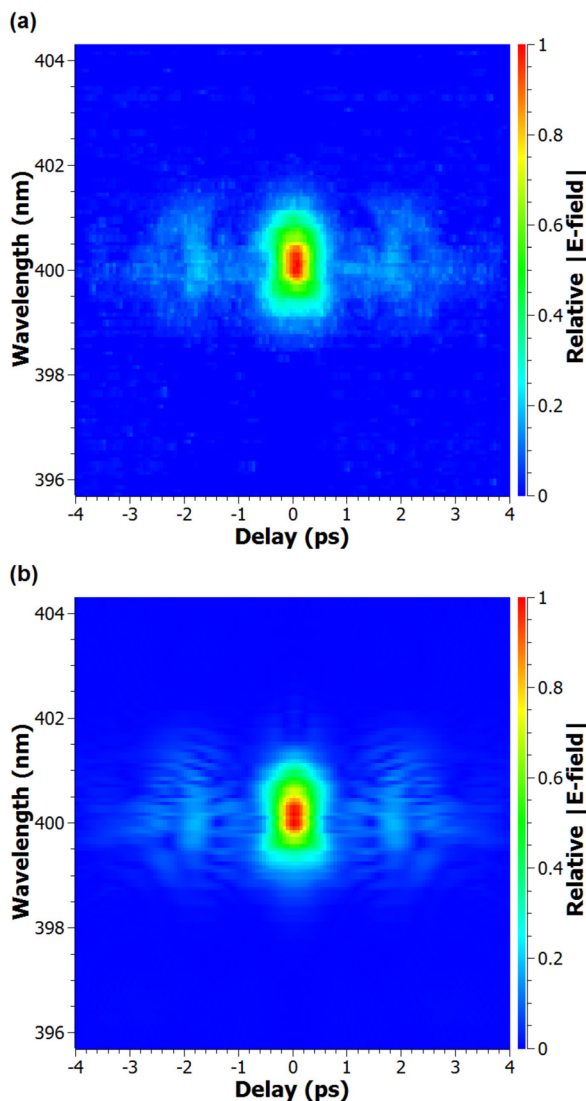 (a)
404
402
400
398
396
Wavelength (nm)
-4 -3 -2 -1 0 1 2 3 4
Delay (ps)
1
0.8
0.6
0.4
0.2
0
Relative |E-field|
(b)
404
402
400
398
396
Wavelength (nm)
-4 -3 -2 -1 0 1 2 3 4
Delay (ps)
1
0.8
0.6
0.4
0.2
0
Relative |E-field|